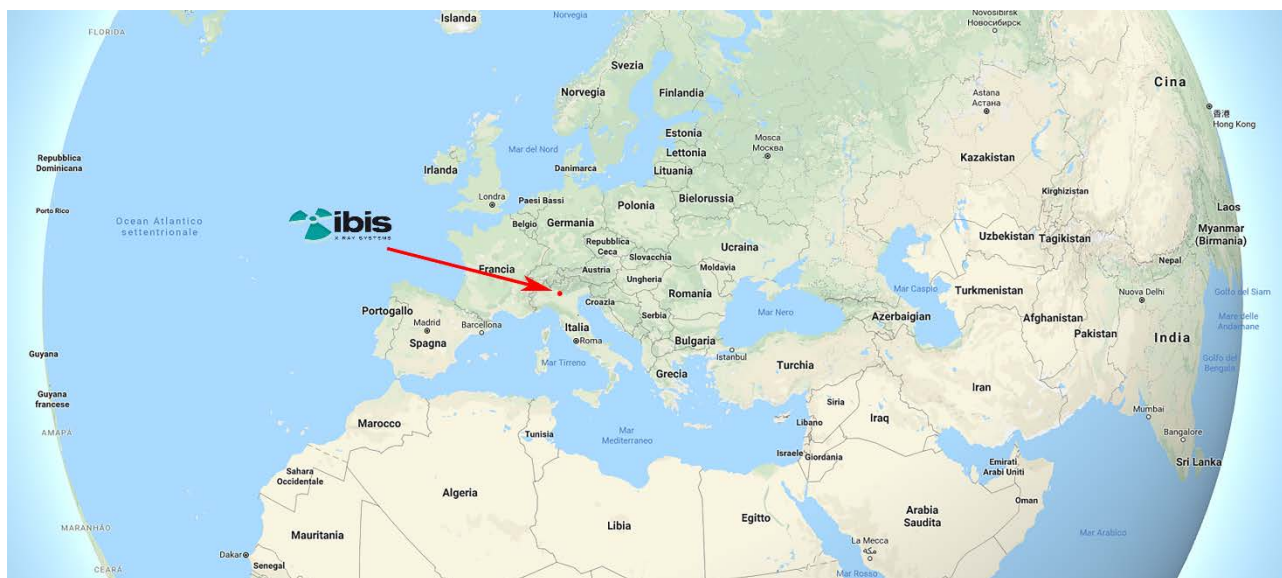 Islanda
Norvegia
Novosibirsk
Новосибирск
FLORIDA
Svezia
Cina
Norvegia
Finlandia
Astana
Астана
香港
Hong Kong
Estonia
Mosca
Москва
Mar del Nord
Lettonia
Repubblica
Dominicana
Irlanda
Danimarca
Lituania
Kazakistan
Londra
Paesi Bassi
Polonia
Bielorussia
Kirghizistan
Porto Rico
Ocean Atlantico
settentrionale
ibis
X RAY SYSTEMS
Belgio
Germania
Laos
Myanmar
(Birmania)
Repubblica
Ceca
Slovacchia
Ucraina
Uzbekistan
Tagikistan
Francia
Austria
Ungheria
Moldavia
Nepal
Romania
Mar Caspio
Turkmenistan
Nuova Delhi
Golfo del Siam
Croazia
Portogallo
Madrid
Barcellona
Serbia
Mar Nero
Azerbaigian
Afghanistan
Mare delle
Andamane
Spagna
Italia
Roma
Bulgaria
Pakistan
India
Guyana
Mar Tirreno
Istanbul
Turchia
Golfo del
Bengala
Grecia
Iran
Guyana
francese
Siria
Mumbai
Marocco
Libano
Iraq
AMAPÁ
Tunisia
Mar
Mediterraneo
Bangalore
Israele
Giordania
Sahara
Occidentale
Emirati
Arabi Uniti
Sri Lanka
Algeria
Oman
Libia
Egitto
Arabia
Saudita
MARANHÃO
Mauritania
Mar Arabico
La Mecca
مكة
Dakar
Senegal
CEARÁ
Mar Rosso